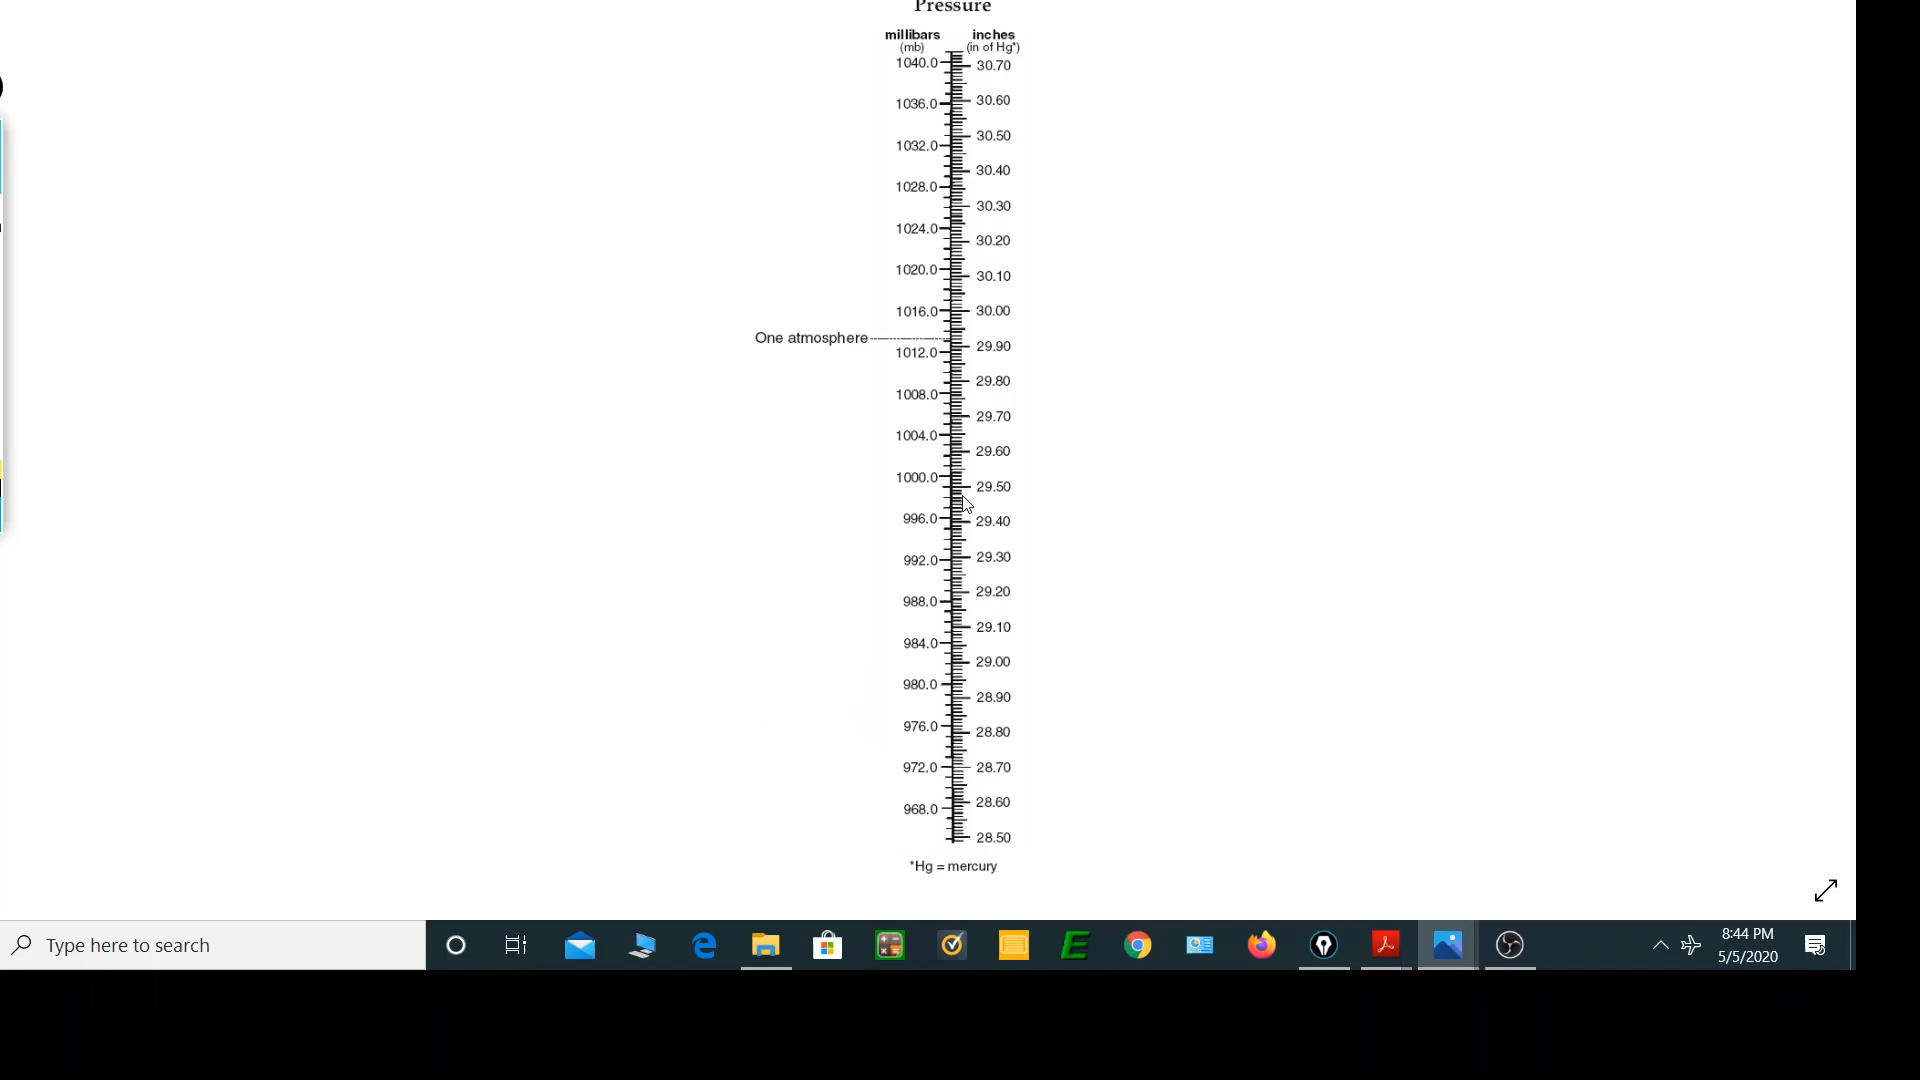 Pressure
millibars inches
(mb) (in of Hg*)
1040.0 30.70
1036.0 30.60
1032.0 30.50
1028.0 30.40
1024.0 30.30
1020.0 30.20
1016.0 30.10
One atmosphere 30.00
1012.0 29.90
1008.0 29.80
1004.0 29.70
1000.0 29.60
996.0 29.50
992.0 29.40
988.0 29.30
984.0 29.20
980.0 29.10
976.0 29.00
972.0 28.90
968.0 28.80
28.70
28.60
28.50
*Hg = mercury
Type here to search
E
8:44 PM
5/5/2020